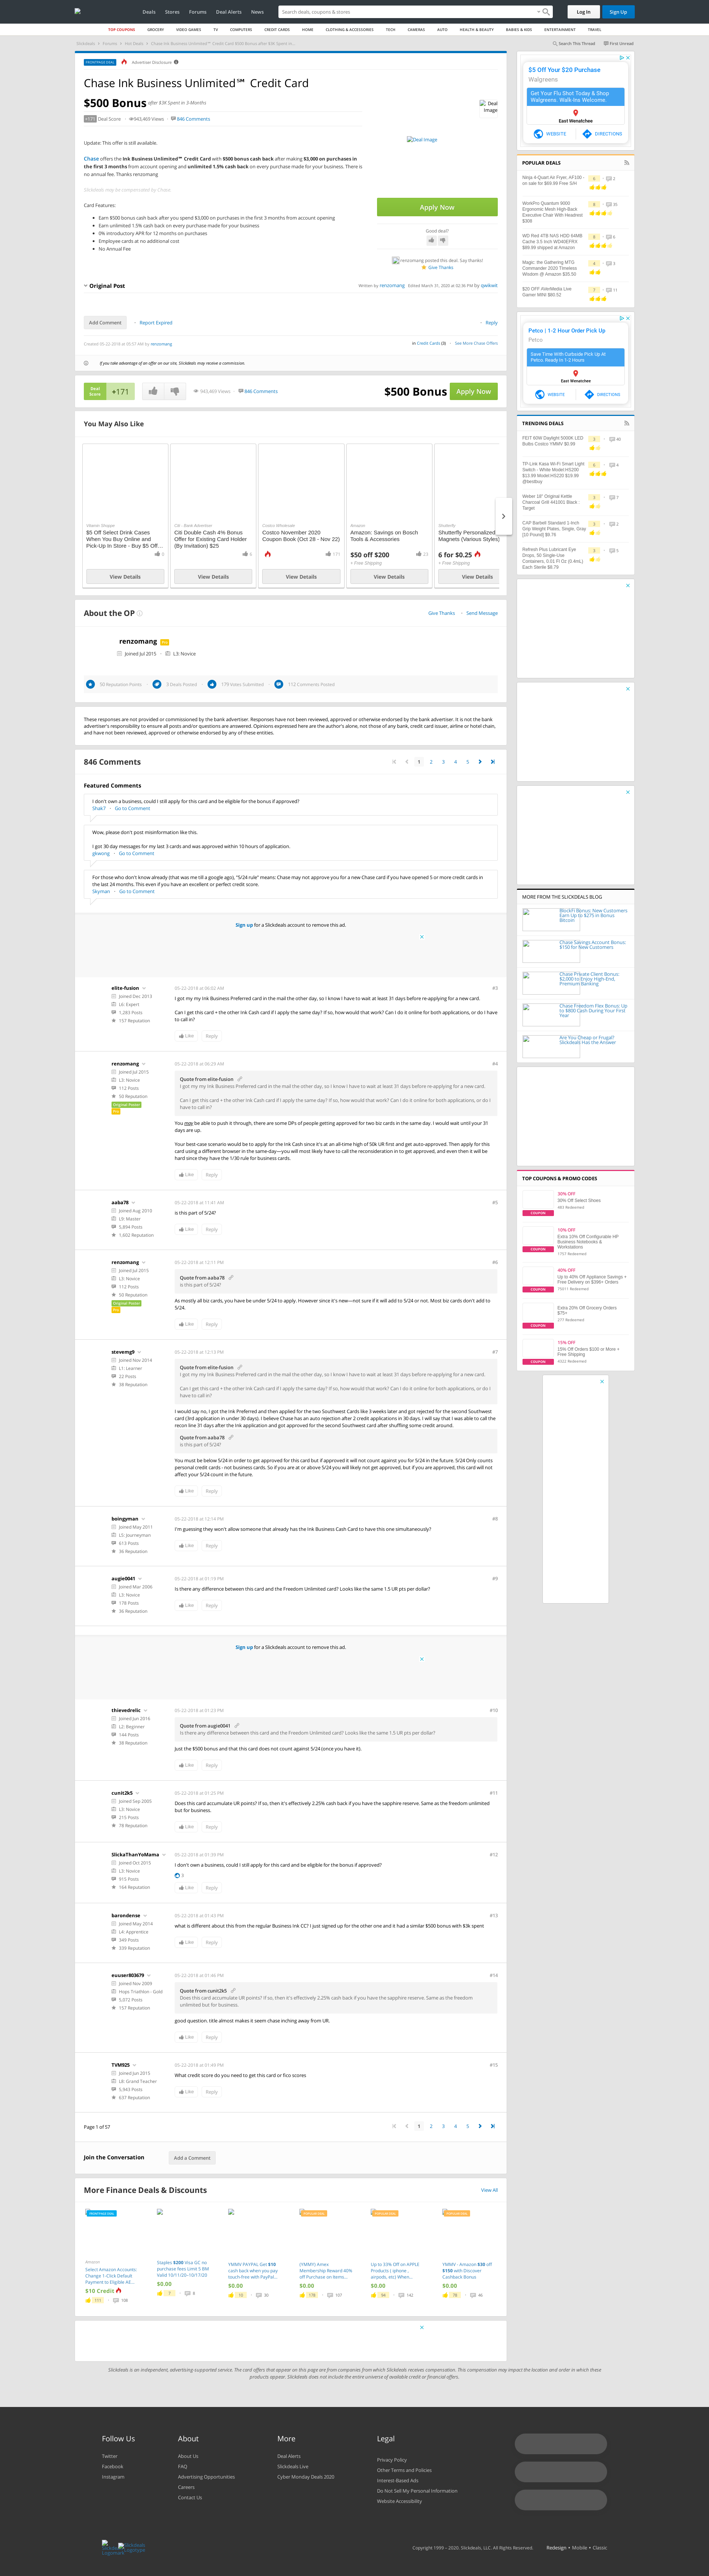 Deals Stores Forums Deal Alerts News
Search deals, coupons & stores
Log In Sign Up
TOP COUPONS GROCERY VIDEO GAMES TV COMPUTERS CREDIT CARDS HOME CLOTHING & ACCESSORIES TECH CAMERAS AUTO HEALTH & BEAUTY BABIES & KIDS ENTERTAINMENT TRAVEL
Slickdeals > Forums > Hot Deals > Chase Ink Business Unlimited℠ Credit Card $500 Bonus after $3K Spent in...
Search This Thread First Unread
FRONTPAGE DEAL Advertiser Disclosure
Chase Ink Business Unlimited℠ Credit Card
$500 Bonus after $3K Spent in 3-Months
+171 Deal Score 943,469 Views 846 Comments
Deal Image
Deal Image
Update: This offer is still available.
Chase offers the Ink Business Unlimited℠ Credit Card with $500 bonus cash back after making $3,000 on purchases in
the first 3 months from account opening and unlimited 1.5% cash back on every purchase made for your business. There is
no annual fee. Thanks renzomang
Slickdeals may be compensated by Chase.
Card Features:
Earn $500 bonus cash back after you spend $3,000 on purchases in the first 3 months from account opening
Earn unlimited 1.5% cash back on every purchase made for your business
0% introductory APR for 12 months on purchases
Employee cards at no additional cost
No Annual Fee
Apply Now
Good deal?
renzomang posted this deal. Say thanks!
Give Thanks
Original Post
Written by renzomang Edited March 31, 2020 at 02:36 PM by qwikwit
Add Comment Report Expired Reply
Created 05-22-2018 at 05:57 AM by renzomang
in Credit Cards (3) See More Chase Offers
If you take advantage of an offer on our site, Slickdeals may receive a commission.
Deal Score +171 943,469 Views 846 Comments $500 Bonus Apply Now
You May Also Like
Vitamin Shoppe
$5 Off Select Drink Cases When You Buy Online and Pick-Up In Store - Buy $5 Off...
View Details
Citi - Bank Advertiser
Citi Double Cash 4% Bonus Offer for Existing Card Holder (By Invitation) $25
View Details
Costco Wholesale
Costco November 2020 Coupon Book (Oct 28 - Nov 22)
View Details
Amazon
Amazon: Savings on Bosch Tools & Accessories
$50 off $200
+ Free Shipping
View Details
Shutterfly
Shutterfly Personalized Magnets (Various Styles)
6 for $0.25
+ Free Shipping
View Details
About the OP
Give Thanks Send Message
renzomang Pro
Joined Jul 2015 L3: Novice
50 Reputation Points 3 Deals Posted 179 Votes Submitted 112 Comments Posted
These responses are not provided or commissioned by the bank advertiser. Responses have not been reviewed, approved or otherwise endorsed by the bank advertiser. It is not the bank
advertiser's responsibility to ensure all posts and/or questions are answered. Opinions expressed here are the author's alone, not those of any bank, credit card issuer, airline or hotel chain,
and have not been reviewed, approved or otherwise endorsed by any of these entities.
846 Comments
1 2 3 4 5
Featured Comments
I don't own a business, could I still apply for this card and be eligible for the bonus if approved?
Shak7 Go to Comment
Wow, please don't post misinformation like this.
I got 30 day messages for my last 3 cards and was approved within 10 hours of application.
gkwong Go to Comment
For those who don't know already (that was me till a google ago), "5/24 rule" means: Chase may not approve you for a new Chase card if you have opened 5 or more credit cards in
the last 24 months. This even if you have an excellent or perfect credit score.
Skyman Go to Comment
Sign up for a Slickdeals account to remove this ad.
elite-fusion
Joined Dec 2013
L6: Expert
1,283 Posts
157 Reputation
05-22-2018 at 06:02 AM #3
I got my my Ink Business Preferred card in the mail the other day, so I know I have to wait at least 31 days before re-applying for a new card.
Can I get this card + the other Ink Cash card if I apply the same day? If so, how would that work? Can I do it online for both applications, or do I have to call in?
Like Reply
renzomang
Joined Jul 2015
L3: Novice
112 Posts
50 Reputation
Original Poster
Pro
05-22-2018 at 06:29 AM #4
Quote from elite-fusion
I got my my Ink Business Preferred card in the mail the other day, so I know I have to wait at least 31 days before re-applying for a new card.
Can I get this card + the other Ink Cash card if I apply the same day? If so, how would that work? Can I do it online for both applications, or do I have to call in?
You may be able to push it through, there are some DPs of people getting approved for two biz cards in the same day. I would wait until your 31 days are up.
Your best-case scenario would be to apply for the Ink Cash since it's at an all-time high of 50k UR first and get auto-approved. Then apply for this using a different browser in the same-day—you will most likely have to call the reconsideration in to get approved, and even then it will be hard since they have the 1/30 rule for business cards.
Like Reply
aaba78
Joined Aug 2010
L9: Master
5,894 Posts
1,602 Reputation
05-22-2018 at 11:41 AM #5
is this part of 5/24?
Like Reply
renzomang
Joined Jul 2015
L3: Novice
112 Posts
50 Reputation
Original Poster
Pro
05-22-2018 at 12:11 PM #6
Quote from aaba78
is this part of 5/24?
As mostly all biz cards, you have be under 5/24 to apply. However since it's new—not sure if it will add to 5/24 or not. Most biz cards don't add to 5/24.
Like Reply
stevemg9
Joined Nov 2014
L1: Learner
22 Posts
38 Reputation
05-22-2018 at 12:13 PM #7
Quote from elite-fusion
I got my my Ink Business Preferred card in the mail the other day, so I know I have to wait at least 31 days before re-applying for a new card.
Can I get this card + the other Ink Cash card if I apply the same day? If so, how would that work? Can I do it online for both applications, or do I have to call in?
I would say no, I got the Ink Preferred and then applied for the two Southwest Cards like 3 weeks later and got rejected for the second Southwest card (3rd application in under 30 days). I believe Chase has an auto rejection after 2 credit applications in 30 days. I will say that I was able to call the recon line 31 days after the Ink application and got approved for the second Southwest card after shuffling some credit around.
Quote from aaba78
is this part of 5/24?
You must be below 5/24 in order to get approved for this card but if approved it will not count against you for 5/24 in the future. 5/24 Only counts personal credit cards, not business cards. So if you are at or above 5/24 you will likely not get approved, but if you are approved, this card will not affect your 5/24 count in the future.
Like Reply
boingyman
Joined May 2011
L5: Journeyman
613 Posts
36 Reputation
05-22-2018 at 12:14 PM #8
I'm guessing they won't allow someone that already has the Ink Business Cash Card to have this one simultaneously?
Like Reply
augie0041
Joined Mar 2006
L3: Novice
178 Posts
36 Reputation
05-22-2018 at 01:19 PM #9
Is there any difference between this card and the Freedom Unlimited card? Looks like the same 1.5 UR pts per dollar?
Like Reply
Sign up for a Slickdeals account to remove this ad.
thievedrelic
Joined Jun 2016
L2: Beginner
144 Posts
38 Reputation
05-22-2018 at 01:23 PM #10
Quote from augie0041
Is there any difference between this card and the Freedom Unlimited card? Looks like the same 1.5 UR pts per dollar?
Just the $500 bonus and that this card does not count against 5/24 (once you have it).
Like Reply
cunit2k5
Joined Sep 2005
L3: Novice
215 Posts
78 Reputation
05-22-2018 at 01:25 PM #11
Does this card accumulate UR points? If so, then it's effectively 2.25% cash back if you have the sapphire reserve. Same as the freedom unlimited but for business.
Like Reply
SlickaThanYoMama
Joined Oct 2015
L3: Novice
915 Posts
164 Reputation
05-22-2018 at 01:39 PM #12
I don't own a business, could I still apply for this card and be eligible for the bonus if approved?
3
Like Reply
barondense
Joined May 2014
L4: Apprentice
349 Posts
339 Reputation
05-22-2018 at 01:43 PM #13
what is different about this from the regular Business Ink CC? I just signed up for the other one and it had a similar $500 bonus with $3k spent
Like Reply
euuser803679
Joined Nov 2009
Hops Triathlon - Gold
5,072 Posts
157 Reputation
05-22-2018 at 01:46 PM #14
Quote from cunit2k5
Does this card accumulate UR points? If so, then it's effectively 2.25% cash back if you have the sapphire reserve. Same as the freedom unlimited but for business.
good question. title almost makes it seem chase inching away from UR.
Like Reply
TVM925
Joined Jun 2015
L8: Grand Teacher
5,943 Posts
637 Reputation
05-22-2018 at 01:49 PM #15
What credit score do you need to get this card or fico scores
Like Reply
Page 1 of 57
1 2 3 4 5
Join the Conversation Add a Comment
More Finance Deals & Discounts View All
Amazon
Select Amazon Accounts: Change 1-Click Default Payment to Eligible All...
$10 Credit
Staples $200 Visa GC no purchase fees Limit 5 RM Valid 10/11/20-10/17/20
$0.00
YMMV PAYPAL Get $10 cash back when you pay touch-free with PayPal...
$0.00
(YMMV) Amex Membership Reward 40% off Purchase on Items...
$0.00
Up to 33% Off on APPLE Products ( iphone , airpods, etc) When...
$0.00
YMMV - Amazon $30 off $150 with Discover Cashback Bonus
$0.00
Slickdeals is an independent, advertising-supported service. The card offers that appear on this page are from companies from which Slickdeals receives compensation. This compensation may impact the location and order in which these
products appear. Slickdeals does not include the entire universe of credit or financial offers.
$5 Off Your $20 Purchase
Walgreens
Get Your Flu Shot Today & Shop Walgreens. Walk-Ins Welcome.
East Wenatchee
WEBSITE DIRECTIONS
POPULAR DEALS
Ninja 4-Quart Air Fryer, AF100 - on sale for $69.99 Free S/H
WorkPro Quantum 9000 Ergonomic Mesh High-Back Executive Chair With Headrest $308
WD Red 4TB NAS HDD 64MB Cache 3.5 Inch WD40EFRX $89.99 shipped at Amazon
Magic: the Gathering MTG Commander 2020 Timeless Wisdom @ Amazon $35.50
$20 OFF AVerMedia Live Gamer MINI $80.52
Petco | 1-2 Hour Order Pick Up
Petco
Save Time With Curbside Pick Up At Petco. Ready In 1-2 Hours
East Wenatchee
WEBSITE DIRECTIONS
TRENDING DEALS
FEIT 60W Daylight 5000K LED Bulbs Costco YMMV $0.99
TP-Link Kasa Wi-Fi Smart Light Switch - White Model HS200 $13.99 Model HS220 $19.99 @bestbuy
Weber 18" Original Kettle Charcoal Grill 441001 Black - Target
CAP Barbell Standard 1-Inch Grip Weight Plates, Single, Gray [10 Pound] $9.76
Refresh Plus Lubricant Eye Drops, 50 Single-Use Containers, 0.01 Fl Oz (0.4mL) Each Sterile $8.79
MORE FROM THE SLICKDEALS BLOG
BlockFi Bonus: New Customers Earn Up to $275 in Bonus Bitcoin
Chase Savings Account Bonus: $150 for New Customers
Chase Private Client Bonus: $2,000 to Enjoy High-End, Premium Banking
Chase Freedom Flex Bonus: Up to $800 Cash During Your First Year
Are You Cheap or Frugal? Slickdeals Has the Answer
TOP COUPONS & PROMO CODES
30% OFF
30% Off Select Shoes
483 Redeemed
COUPON
10% OFF
Extra 10% Off Configurable HP Business Notebooks & Workstations
1157 Redeemed
COUPON
40% OFF
Up to 40% Off Appliance Savings + Free Delivery on $396+ Orders
COUPON
Extra 20% Off Grocery Orders $75+
277 Redeemed
COUPON
15% OFF
15% Off Orders $100 or More + Free Shipping
4322 Redeemed
COUPON
Follow Us
Twitter
Facebook
Instagram
About
About Us
FAQ
Advertising Opportunities
Careers
Contact Us
More
Deal Alerts
Slickdeals Live
Cyber Monday Deals 2020
Legal
Privacy Policy
Other Terms and Policies
Interest-Based Ads
Do Not Sell My Personal Information
Website Accessibility
Copyright 1999 - 2020. Slickdeals, LLC. All Rights Reserved. Redesign • Mobile • Classic